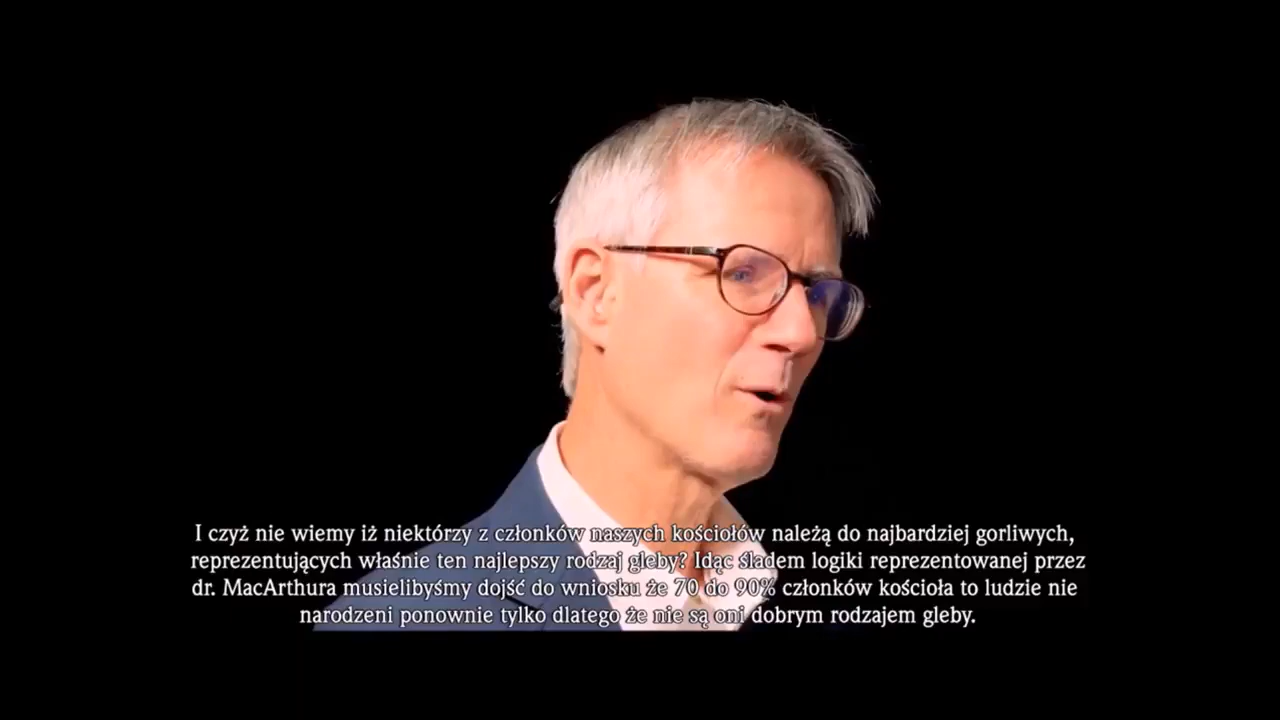 I czyż nie wiemy iż niektórzy z członków naszych kościołów należą do najbardziej gorliwych,
reprezentujących właśnie ten najlepszy rodzaj gleby? Idąc śladem logiki reprezentowanej przez
dr. MacArthura musielibyśmy dojść do wniosku że 70 do 90% członków kościoła to ludzie nie
narodzeni ponownie tylko dlatego że nie są oni dobrym rodzajem gleby.